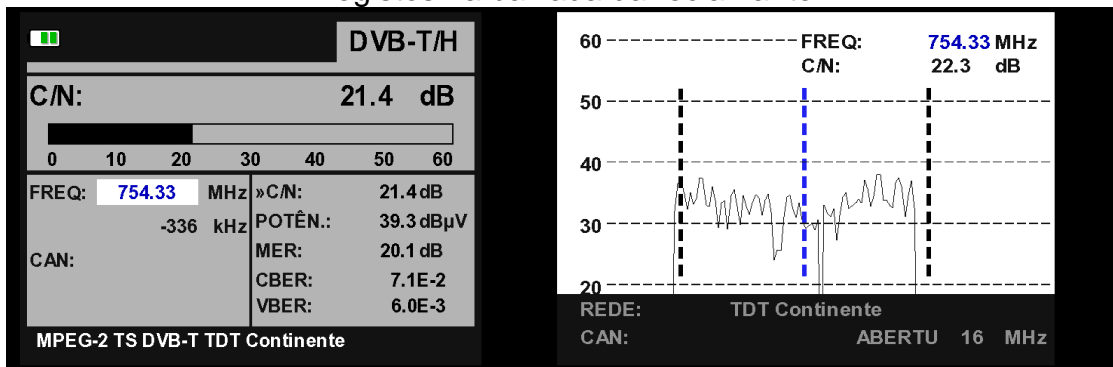 DVB-T/H
C/N: 21.4 dB
0 10 20 30 40 50 60
FREQ: 754.33 MHz
-336 kHz
CAN:
»C/N: 21.4 dB
POTÊN.: 39.3 dBµV
MER: 20.1 dB
CBER: 7.1E-2
VBER: 6.0E-3
MPEG-2 TS DVB-T TDT Continente
60 FREQ: 754.33 MHz
C/N: 22.3 dB
50
40
30
20
REDE: TDT Continente
CAN: ABERTU 16 MHz